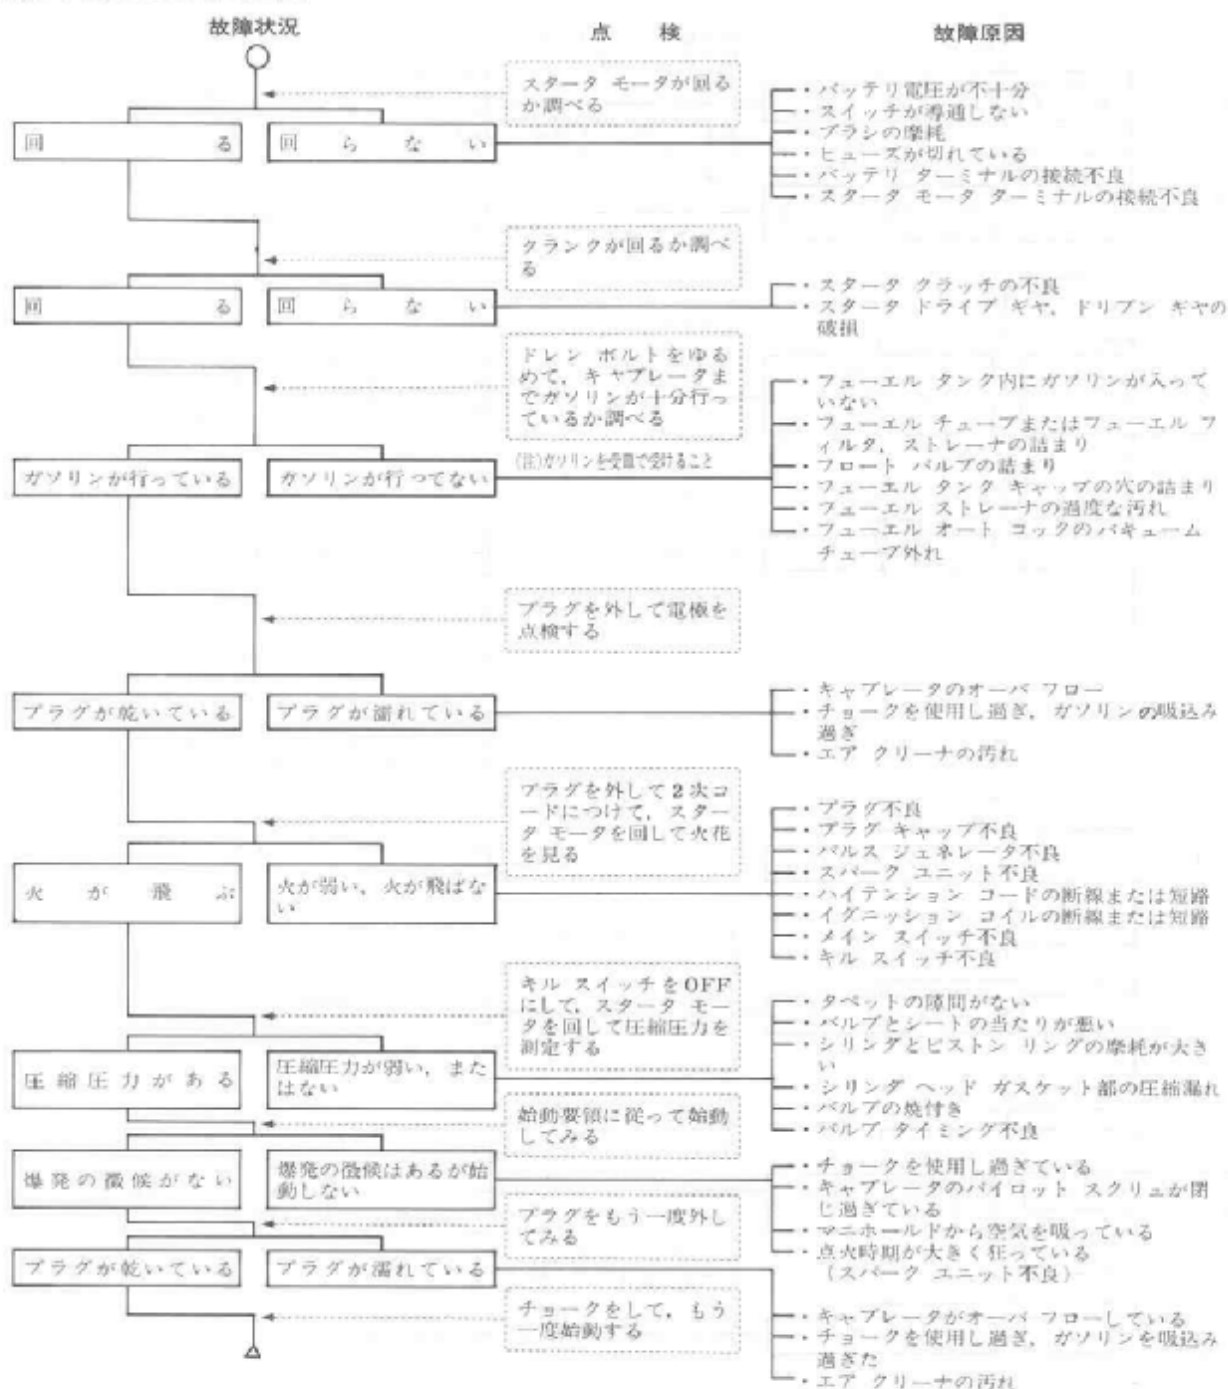 故障状況
点検
故障原因
スタータ モータが回る
か調べる
回る
回らない
・バッテリ電圧が不十分
・スイッチが導通しない
・ブラシの摩耗
・ヒューズが切れている
・バッテリ ターミナルの接続不良
・スタータ モータ ターミナルの接続不良
クランクが回るか調べ
る
回る
回らない
・スタータ クラッチの不良
・スタータ ドライブ ギヤ，ドリブン ギヤの
破損
ドレン ボルトをゆる
めて，キャブレータま
でガソリンが十分行っ
ているか調べる
ガソリンが行っている
ガソリンが行ってない
(注)ガソリンを受皿で受けること
・フューエル タンク内にガソリンが入って
いない
・フューエル チューブまたはフューエル フ
ィルタ，ストレーナの詰まり
・フロート バルブの詰まり
・フューエル タンク キャップの穴の詰まり
・フューエル ストレーナの過度な汚れ
・フューエル オート コックのバキューム
チューブ外れ
プラグを外して電極を
点検する
プラグが乾いている
プラグが濡れている
・キャブレータのオーバ フロー
・チョークを使用し過ぎ，ガソリンの吸込み
過ぎ
・エア クリーナの汚れ
プラグを外して2次コ
ードにつけて，スター
タ モータを回して火花
を見る
火が飛ぶ
火が弱い，火が飛ばな
い
・プラグ不良
・プラグ キャップ不良
・パルス ジェネレータ不良
・スパーク ユニット不良
・ハイテンション コードの断線または短路
・イグニッション コイルの断線または短路
・メイン スイッチ不良
・キル スイッチ不良
キル スイッチをOFF
にして，スタータ モー
タを回して圧縮圧力を
測定する
圧縮圧力がある
圧縮圧力が弱い，また
はない
・タペットの隙間がない
・バルブとシートの当たりが悪い
・シリンダとピストン リングの摩耗が大き
い
・シリンダ ヘッド ガスケット部の圧縮漏れ
・バルブの焼付き
・バルブ タイミング不良
始動要領に従って始動
してみる
爆発の徴候がない
爆発の徴候はあるが始
動しない
・チョークを使用し過ぎている
・キャブレータのパイロット スクリュが閉
じ過ぎている
・マニホールドから空気を吸っている
・点火時期が大きく狂っている
（スパーク ユニット不良）
プラグをもう一度外し
てみる
プラグが乾いている
プラグが濡れている
・キャブレータがオーバ フローしている
・チョークを使用し過ぎ，ガソリンを吸込み
過ぎた
・エア クリーナの汚れ
チョークをして，もう
一度始動する